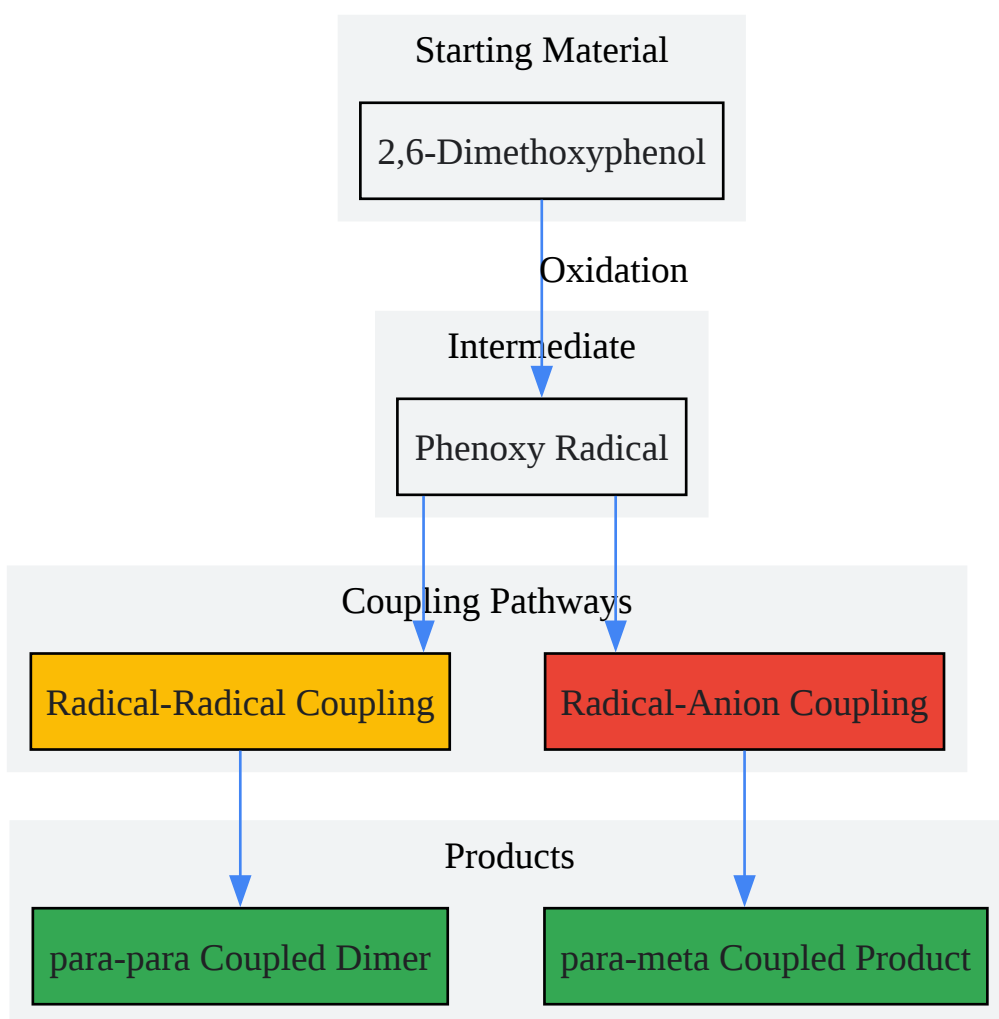 Starting Material
2,6-Dimethoxyphenol
Oxidation
Intermediate
Phenoxy Radical
Coupling Pathways
Radical-Radical Coupling
Radical-Anion Coupling
Products
para-para Coupled Dimer
para-meta Coupled Product